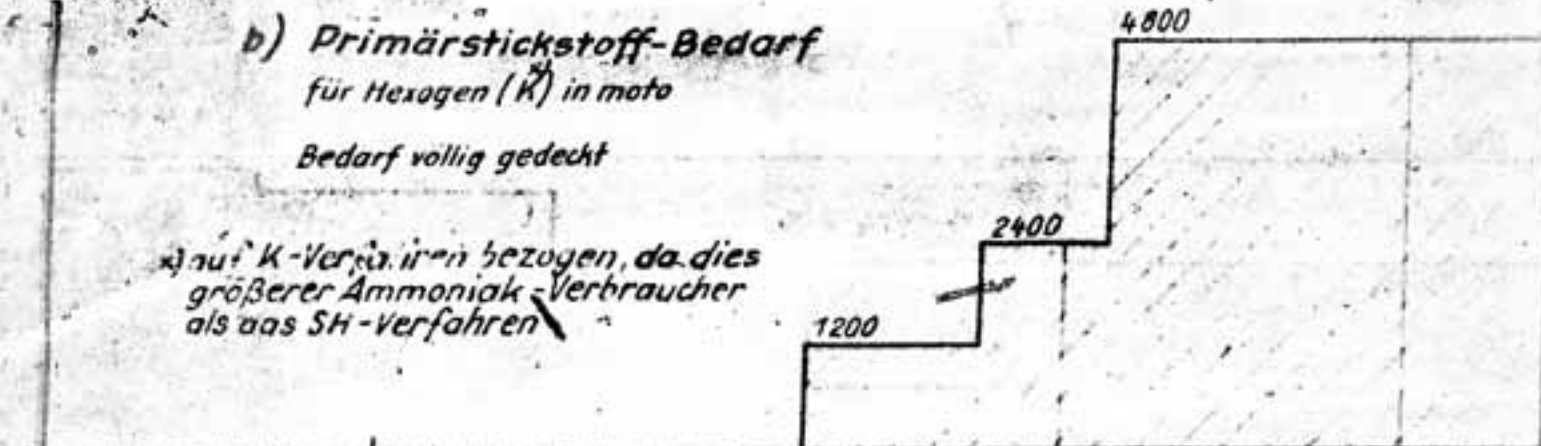 b) Primärstickstoff-Bedarf
für Hexogen (K x)) in moto
Bedarf völlig gedeckt
x) auf K-Verfahren bezogen, da dies
größerer Ammoniak-Verbraucher
als das SH-Verfahren
1200
2400
4800